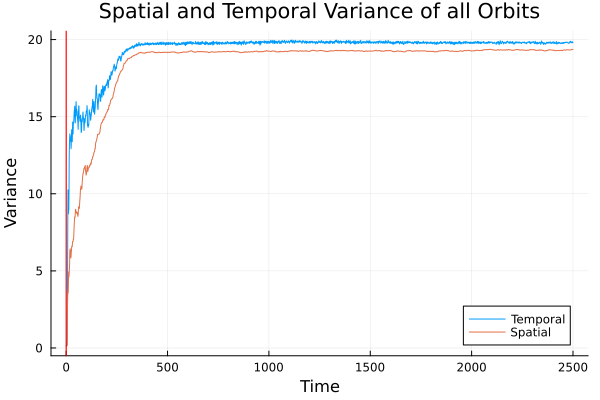 Spatial and Temporal Variance of all Orbits
Variance
20
15
10
5
0
0 500 1000 1500 2000 2500
Time
Temporal
Spatial